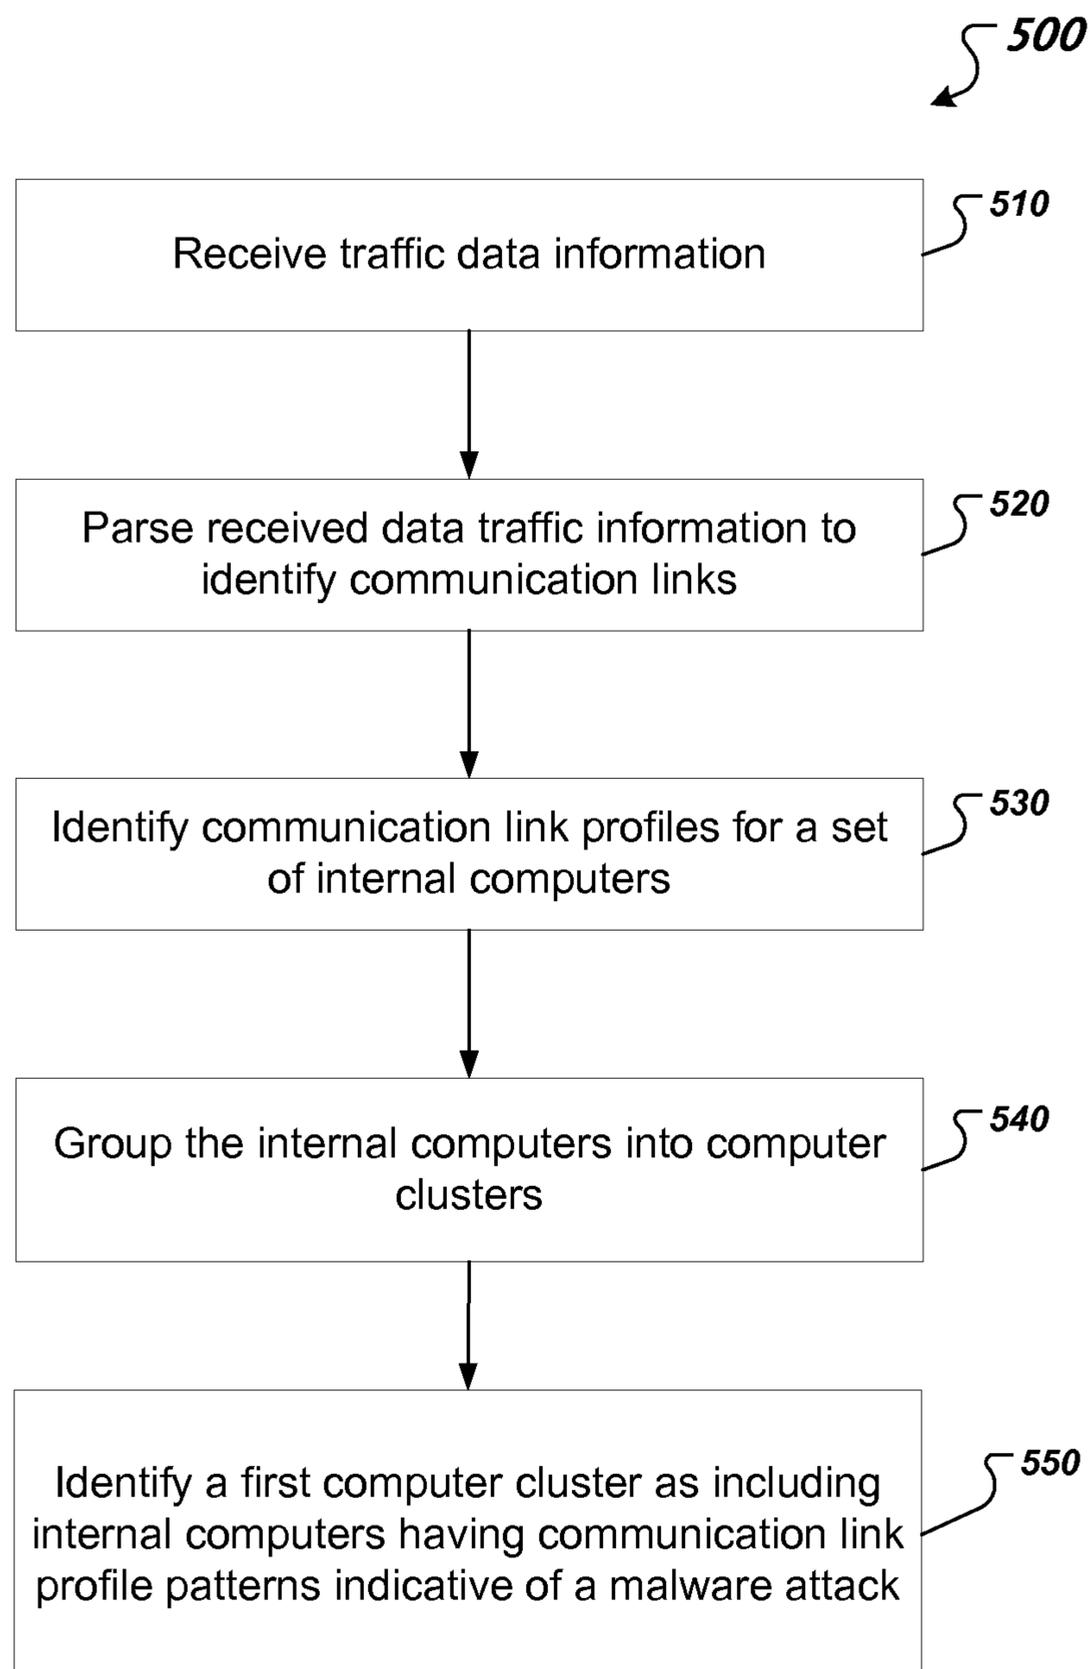 500
510
Receive traffic data information
520
Parse received data traffic information to
identify communication links
530
Identify communication link profiles for a set
of internal computers
540
Group the internal computers into computer
clusters
550
Identify a first computer cluster as including
internal computers having communication link
profile patterns indicative of a malware attack